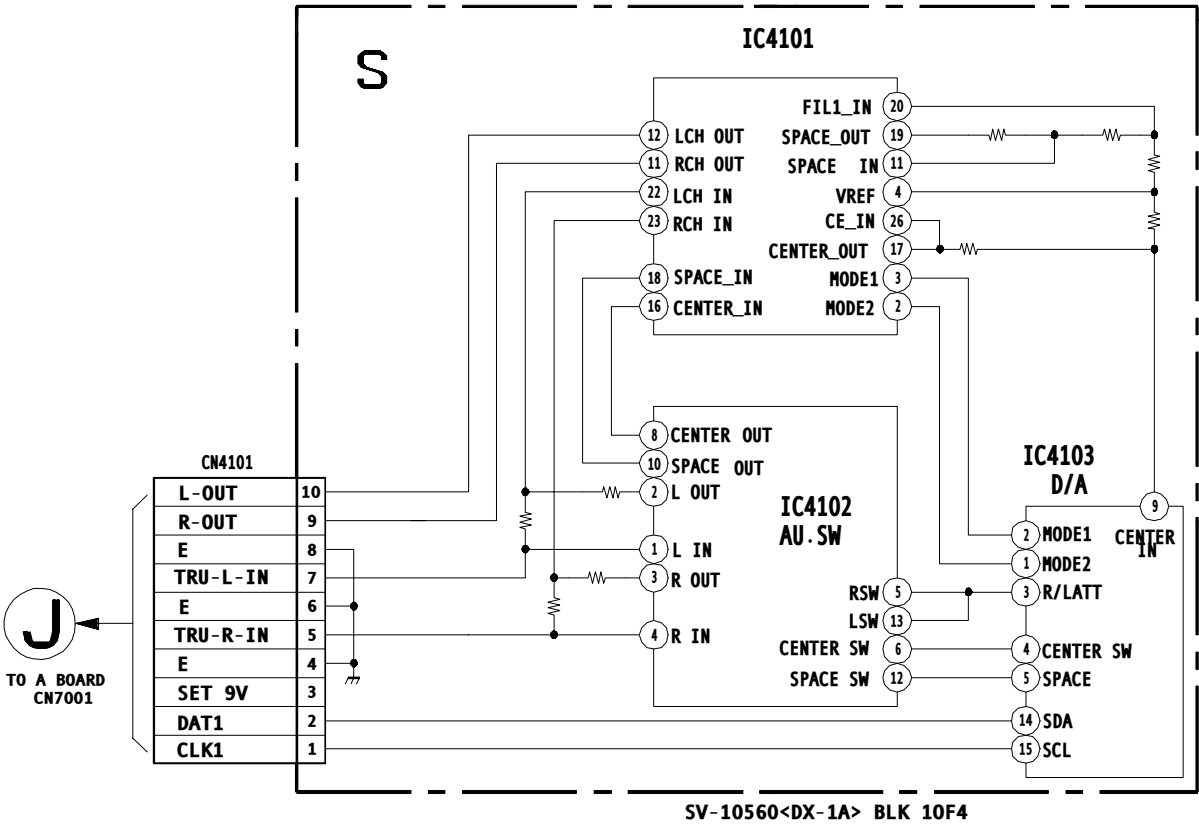 S
IC4101
FIL1_IN 20
12 LCH OUT SPACE_OUT 19
11 RCH OUT SPACE IN 11
22 LCH IN VREF 4
23 RCH IN CE_IN 26
CENTER_OUT 17
18 SPACE_IN MODE1 3
16 CENTER_IN MODE2 2
8 CENTER OUT
10 SPACE OUT
2 L OUT
IC4102
AU.SW
1 L IN
3 R OUT
4 R IN
RSW 5
LSW 13
CENTER SW 6
SPACE SW 12
IC4103
D/A
9
CENTER
IN
2 MODE1
1 MODE2
3 R/LATT
4 CENTER SW
5 SPACE
14 SDA
15 SCL
CN4101
L-OUT 10
R-OUT 9
E 8
TRU-L-IN 7
E 6
TRU-R-IN 5
E 4
SET 9V 3
DAT1 2
CLK1 1
J
TO A BOARD
CN7001
SV-10560<DX-1A> BLK 1OF4